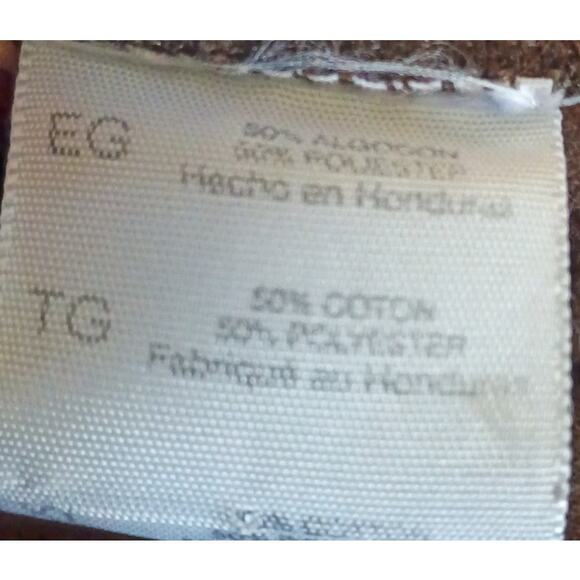 EG
50% ALGODON
50% POLIESTER
Hecho en Honduras
TG
50% COTON
50% POLYESTER
Fabriqué au Honduras